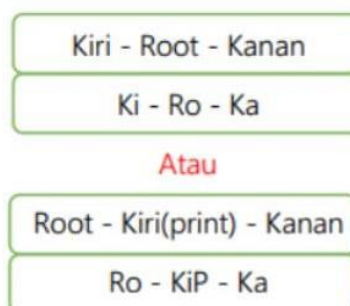 Kiri - Root - Kanan
Ki - Ro - Ka
Atau
Root - Kiri(print) - Kanan
Ro - KiP - Ka